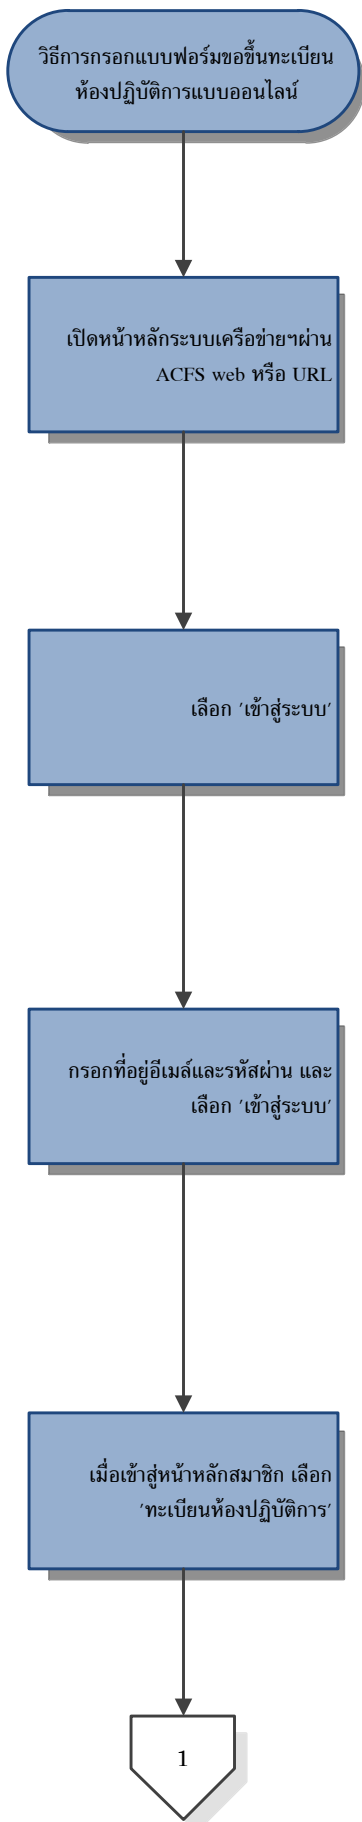 วิธีการกรอกแบบฟอร์มขอขึ้นทะเบียน
ห้องปฏิบัติการแบบออนไลน์
เปิดหน้าหลักระบบเครือข่ายฯผ่าน
ACFS web หรือ URL
เลือก 'เข้าสู่ระบบ'
กรอกที่อยู่อีเมล์และรหัสผ่าน และ
เลือก 'เข้าสู่ระบบ'
เมื่อเข้าสู่หน้าหลักสมาชิก เลือก
'ทะเบียนห้องปฏิบัติการ'
1